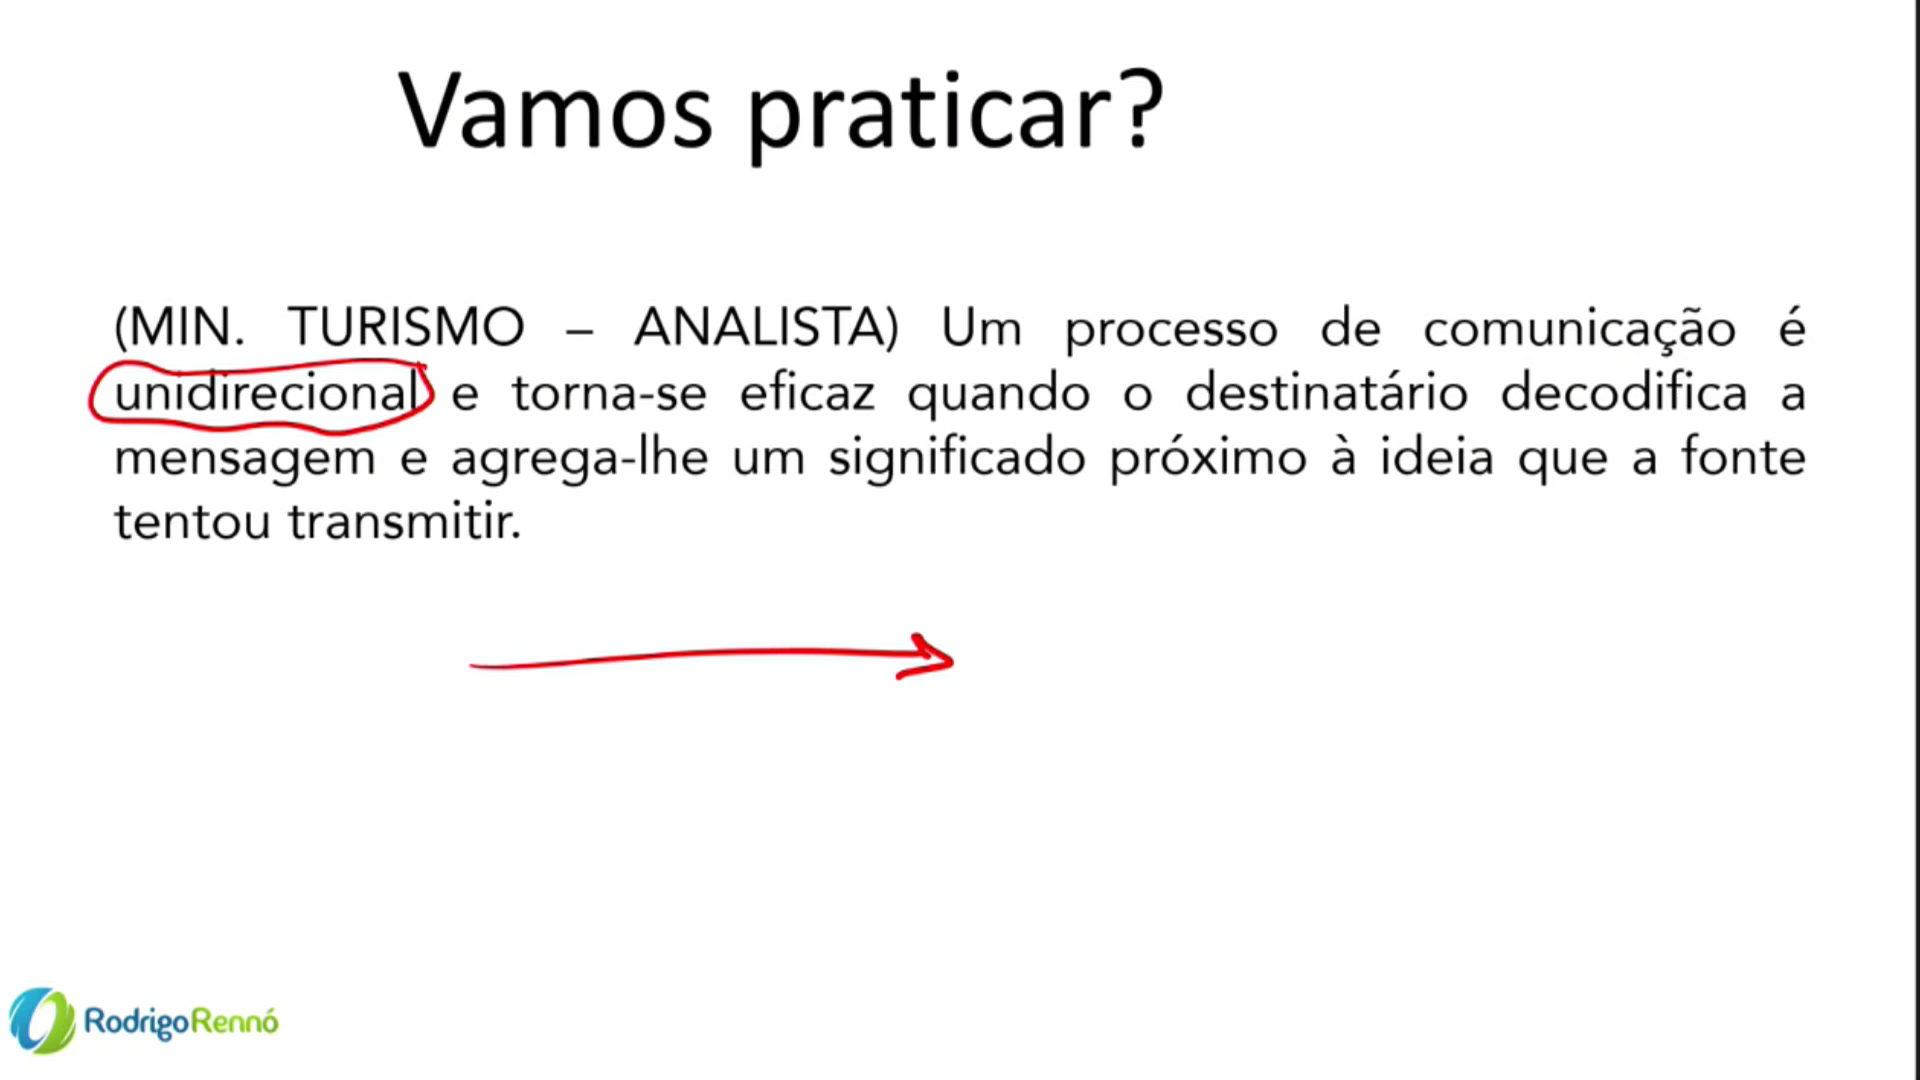 Vamos praticar?
(MIN. TURISMO – ANALISTA) Um processo de comunicação é
unidirecional e torna-se eficaz quando o destinatário decodifica a
mensagem e agrega-lhe um significado próximo à ideia que a fonte
tentou transmitir.
RodrigoRennó